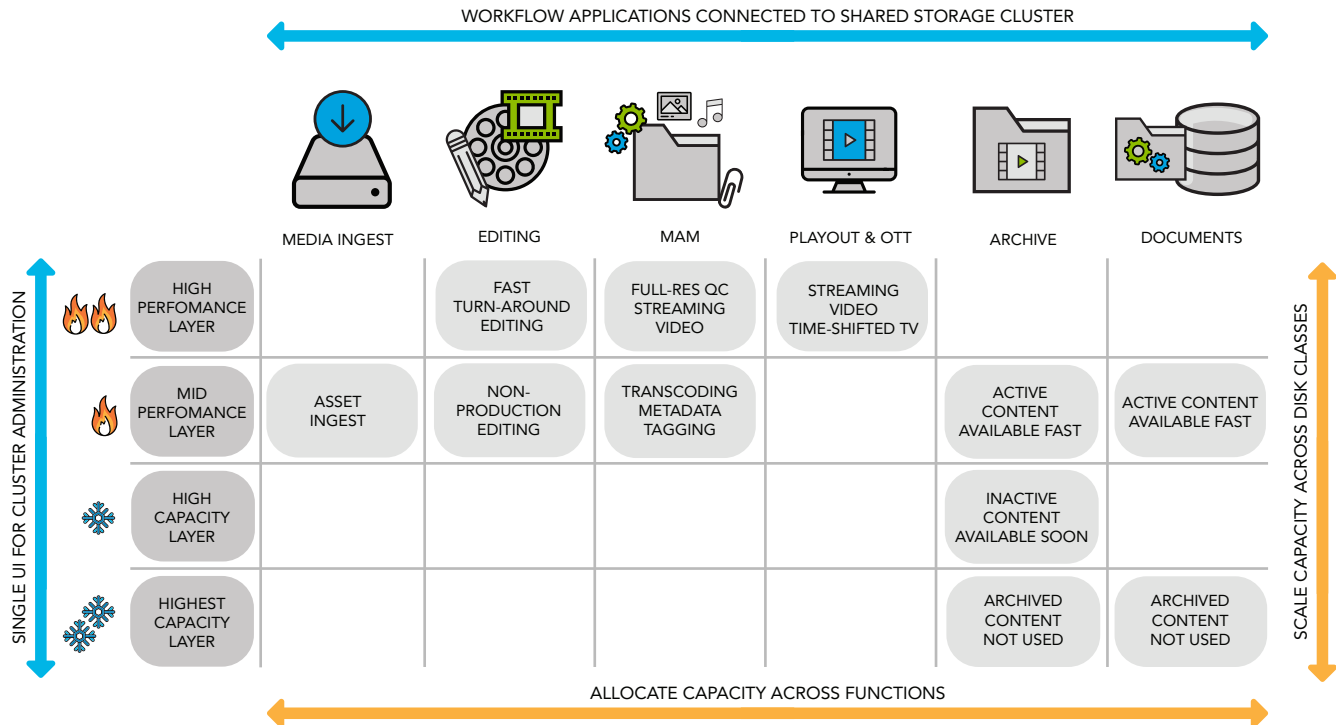 WORKFLOW APPLICATIONS CONNECTED TO SHARED STORAGE CLUSTER
MEDIA INGEST
EDITING
MAM
PLAYOUT & OTT
ARCHIVE
DOCUMENTS
SINGLE UI FOR CLUSTER ADMINISTRATION
HIGH
PERFOMANCE
LAYER
FAST
TURN-AROUND
EDITING
FULL-RES QC
STREAMING
VIDEO
STREAMING
VIDEO
TIME-SHIFTED TV
MID
PERFOMANCE
LAYER
ASSET
INGEST
NON-
PRODUCTION
EDITING
TRANSCODING
METADATA
TAGGING
ACTIVE
CONTENT
AVAILABLE FAST
ACTIVE CONTENT
AVAILABLE FAST
HIGH
CAPACITY
LAYER
INACTIVE
CONTENT
AVAILABLE SOON
HIGHEST
CAPACITY
LAYER
ARCHIVED
CONTENT
NOT USED
ARCHIVED
CONTENT
NOT USED
SCALE CAPACITY ACROSS DISK CLASSES
ALLOCATE CAPACITY ACROSS FUNCTIONS